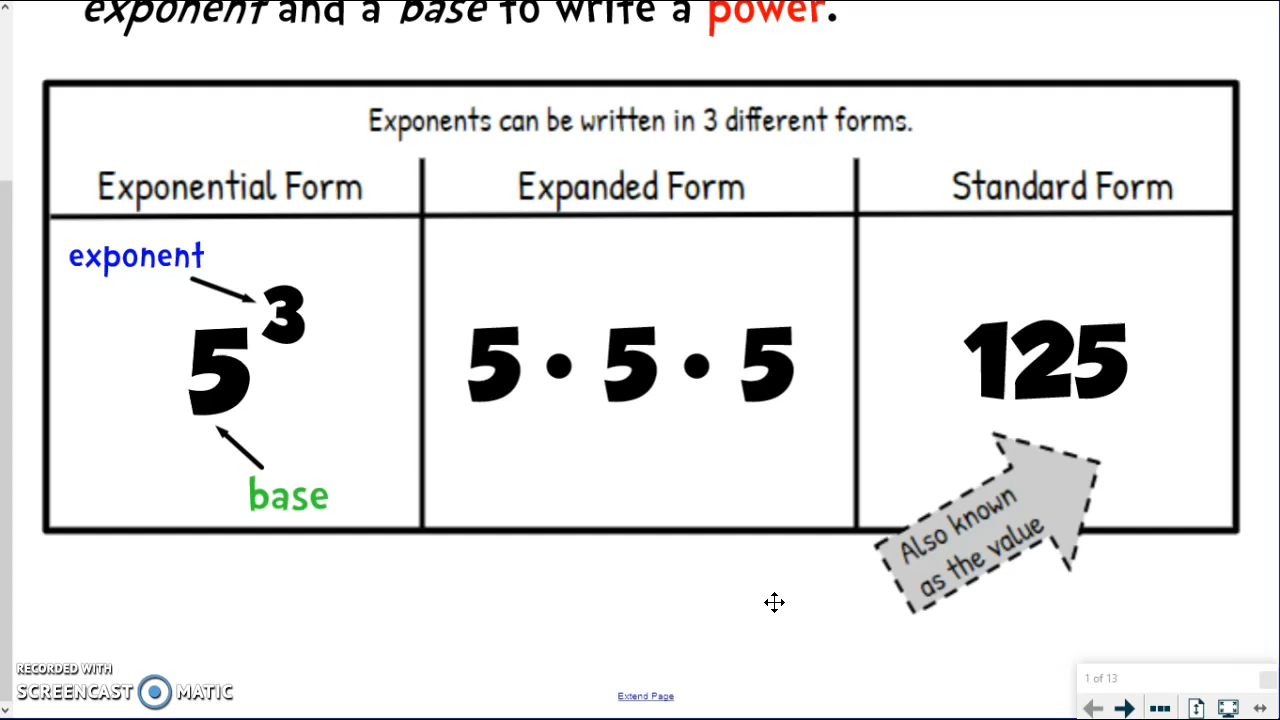 exponent and a base to write a power.
Exponents can be written in 3 different forms.
Exponential Form
Expanded Form
Standard Form
exponent
5³
base
5 • 5 • 5
125
Also known
as the value
RECORDED WITH
SCREENCAST MATIC
Extend Page
1 of 13